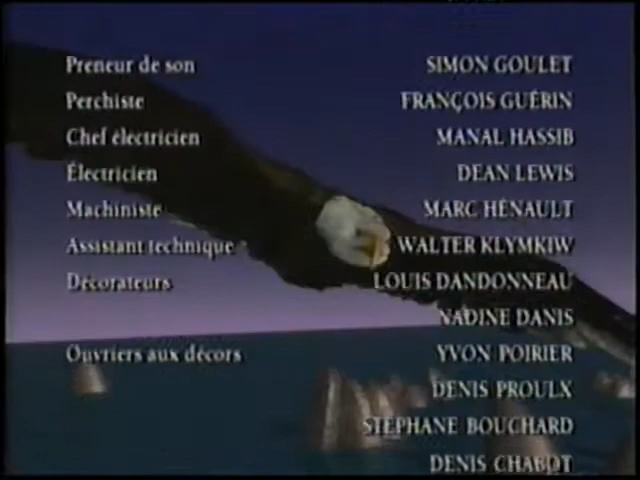 Preneur de son SIMON GOULET
Perchiste FRANÇOIS GUÉRIN
Chef électricien MANAL HASSIB
Électricien DEAN LEWIS
Machiniste MARC HÉNAULT
Assistant technique WALTER KLYMKIW
Décorateurs LOUIS DANDONNEAU
NADINE DANIS
Ouvriers aux décors YVON POIRIER
DENIS PROULX
STÉPHANE BOUCHARD
DENIS CHABOT